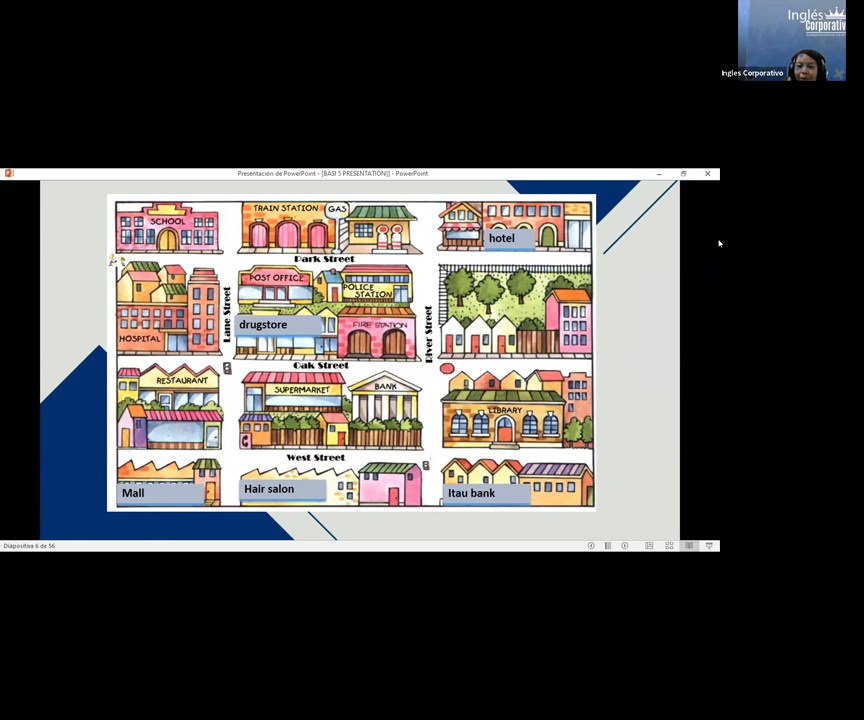 Inglés
Corporativo
Ingles Corporativo
Presentación de PowerPoint - [BASI 5 PRESENTATION)] - PowerPoint
SCHOOL
TRAIN STATION
GAS
hotel
Park Street
POST OFFICE
POLICE
STATION
Lane Street
drugstore
FIRE STATION
River Street
HOSPITAL
Oak Street
RESTAURANT
SUPERMARKET
BANK
LIBRARY
West Street
Mall
Hair salon
Itau bank
Diapositiva 6 de 56